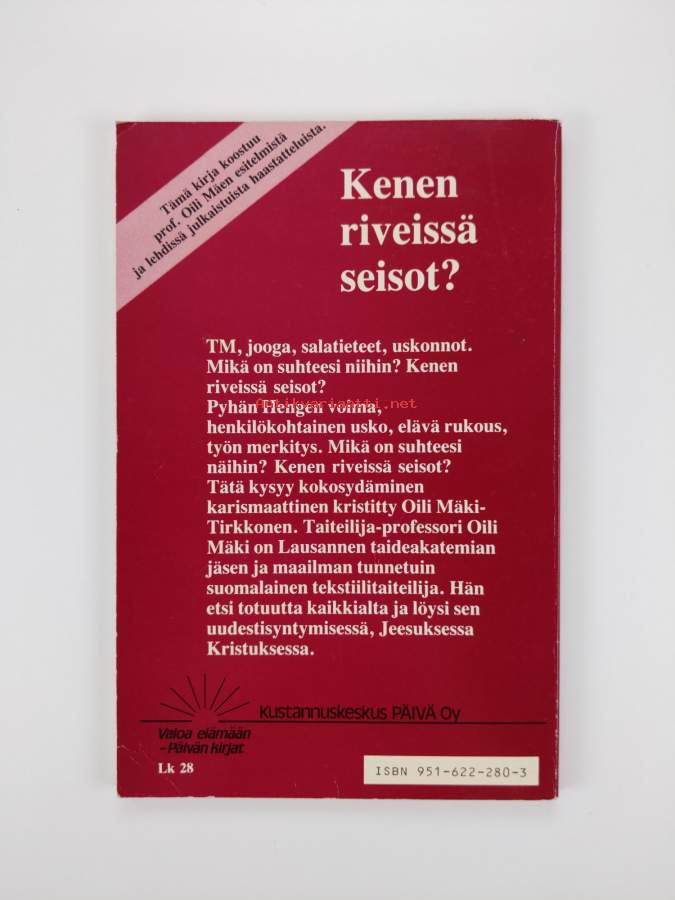 Tämä kirja koostuu
prof. Oili Mäen esitelmistä
ja lehdissä julkaistuista haastatteluista.
Kenen
riveissä
seisot?
TM, jooga, salatieteet, uskonnot.
Mikä on suhteesi niihin? Kenen
riveissä seisot?
antikvariaatti.net
Pyhän Hengen voima,
henkilökohtainen usko, elävä rukous,
työn merkitys. Mikä on suhteesi
näihin? Kenen riveissä seisot?
Tätä kysyy kokosydäminen
karismaattinen kristitty Oili Mäki-
Tirkkonen. Taiteilija-professori Oili
Mäki on Lausannen taideakatemian
jäsen ja maailman tunnetuin
suomalainen tekstiilitaiteilija. Hän
etsi totuutta kaikkialta ja löysi sen
uudestisyntymisessä, Jeesuksessa
Kristuksessa.
Kustannuskeskus PÄIVÄ Oy
Valoa elämään
–Päivän kirjat
Lk 28
ISBN 951-622-280-3